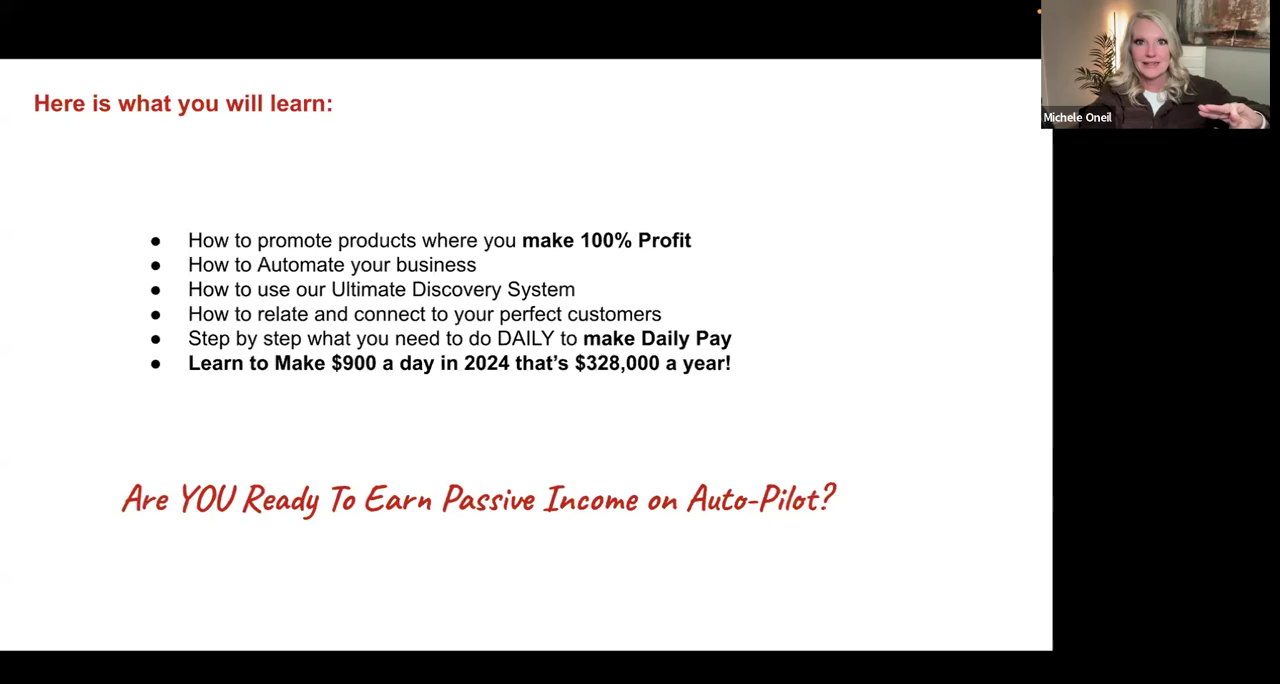 Here is what you will learn:
Michele Oneil
● How to promote products where you make 100% Profit
● How to Automate your business
● How to use our Ultimate Discovery System
● How to relate and connect to your perfect customers
● Step by step what you need to do DAILY to make Daily Pay
● Learn to Make $900 a day in 2024 that’s $328,000 a year!
Are YOU Ready To Earn Passive Income on Auto-Pilot?